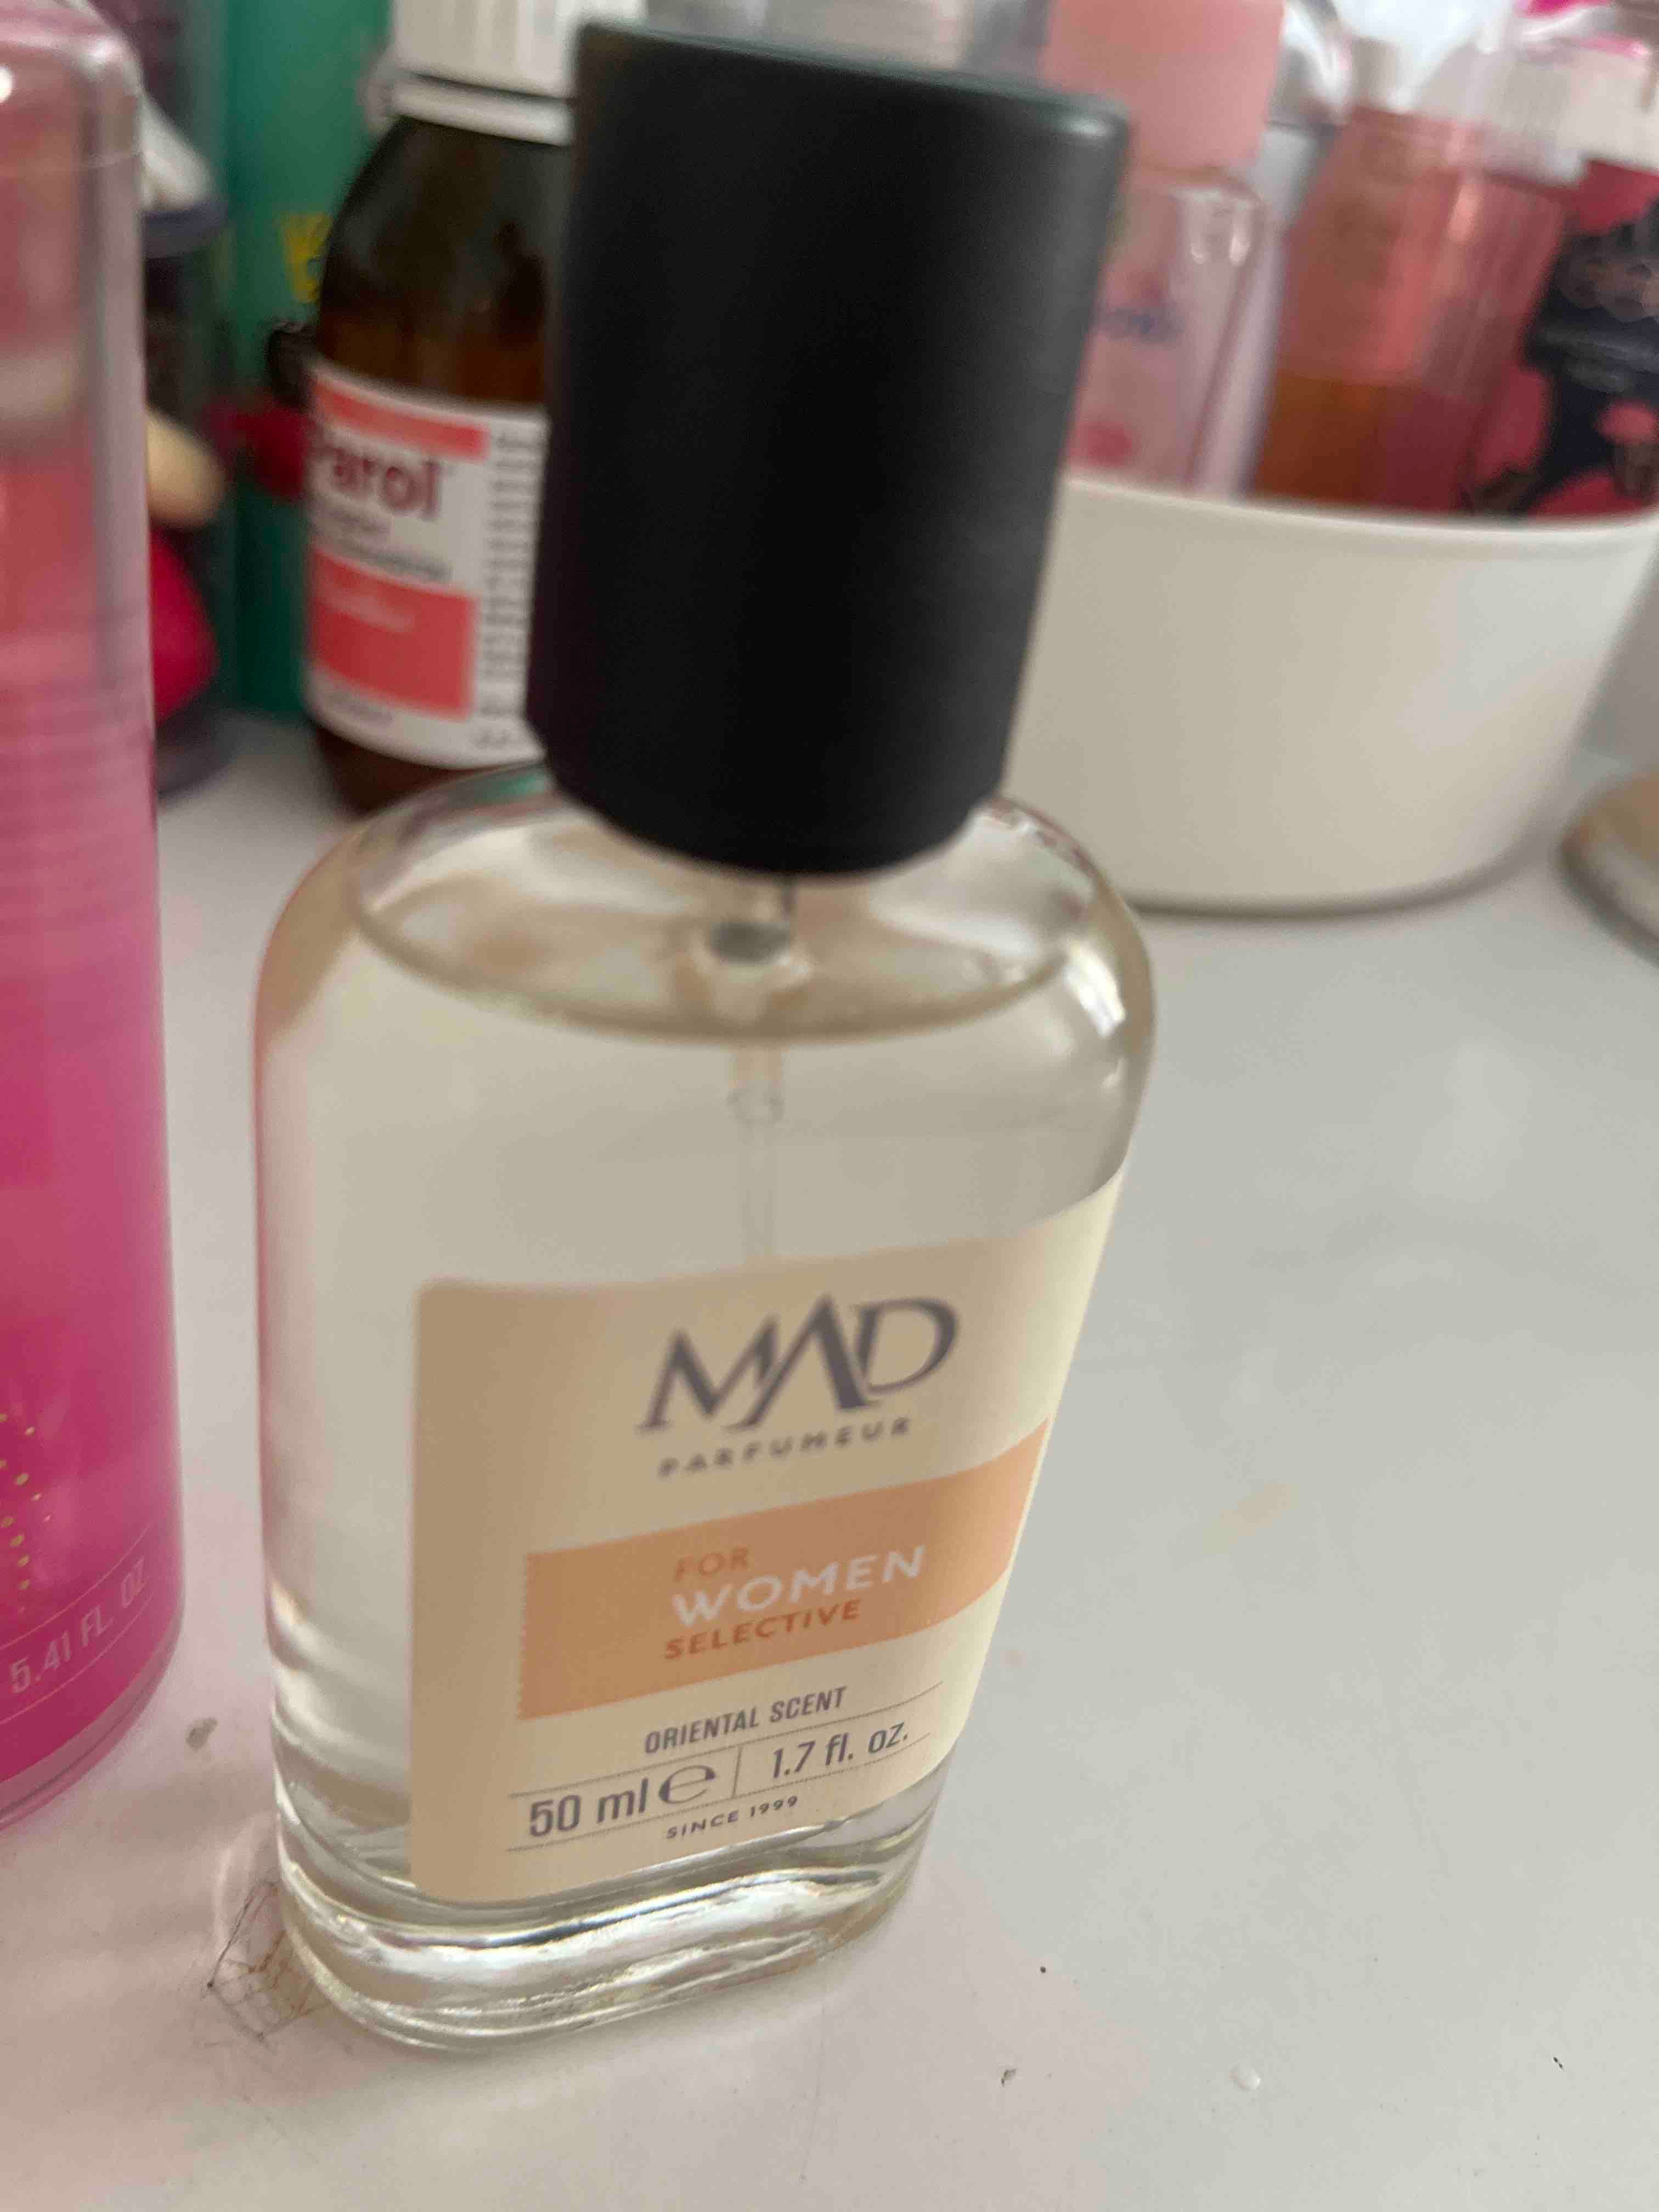 MAD
PARFUMEUR
FOR
WOMEN
SELECTIVE
ORIENTAL SCENT
50 ml e 1.7 fl. oz.
SINCE 1999
5.41 FL. OZ
arol